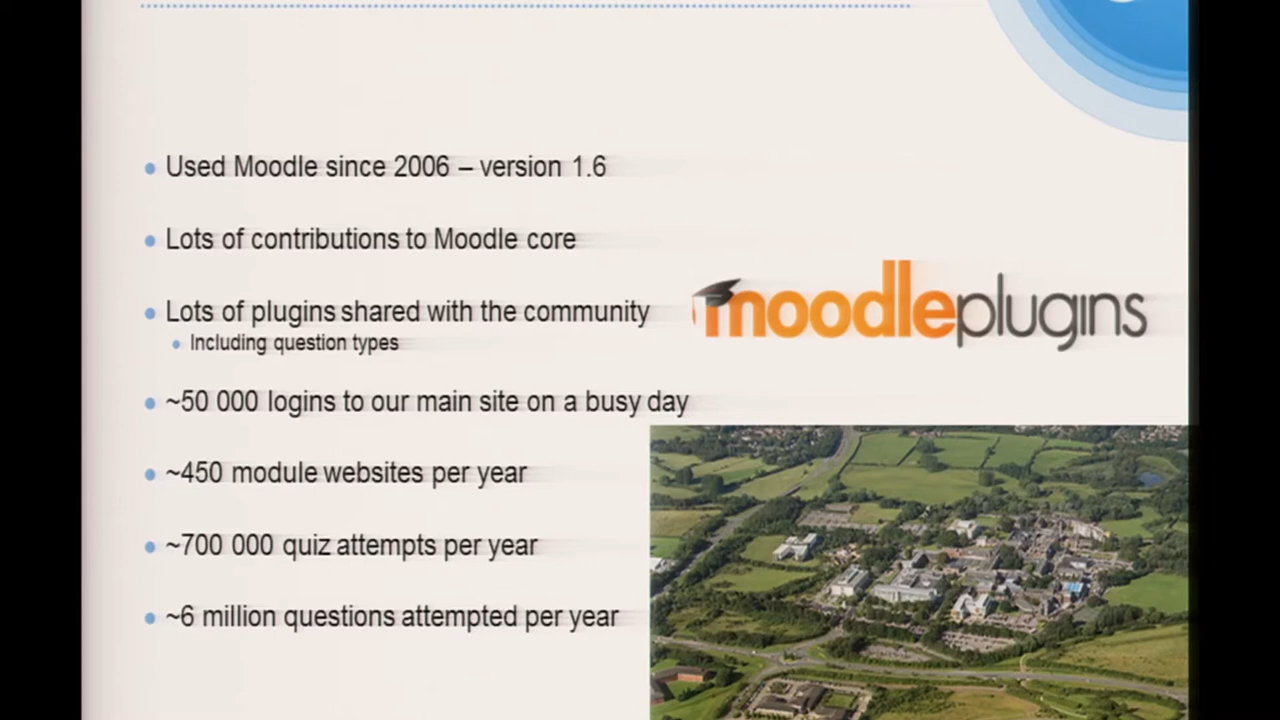 Used Moodle since 2006 – version 1.6
Lots of contributions to Moodle core
Lots of plugins shared with the community
Including question types
moodleplugins
~50 000 logins to our main site on a busy day
~450 module websites per year
~700 000 quiz attempts per year
~6 million questions attempted per year